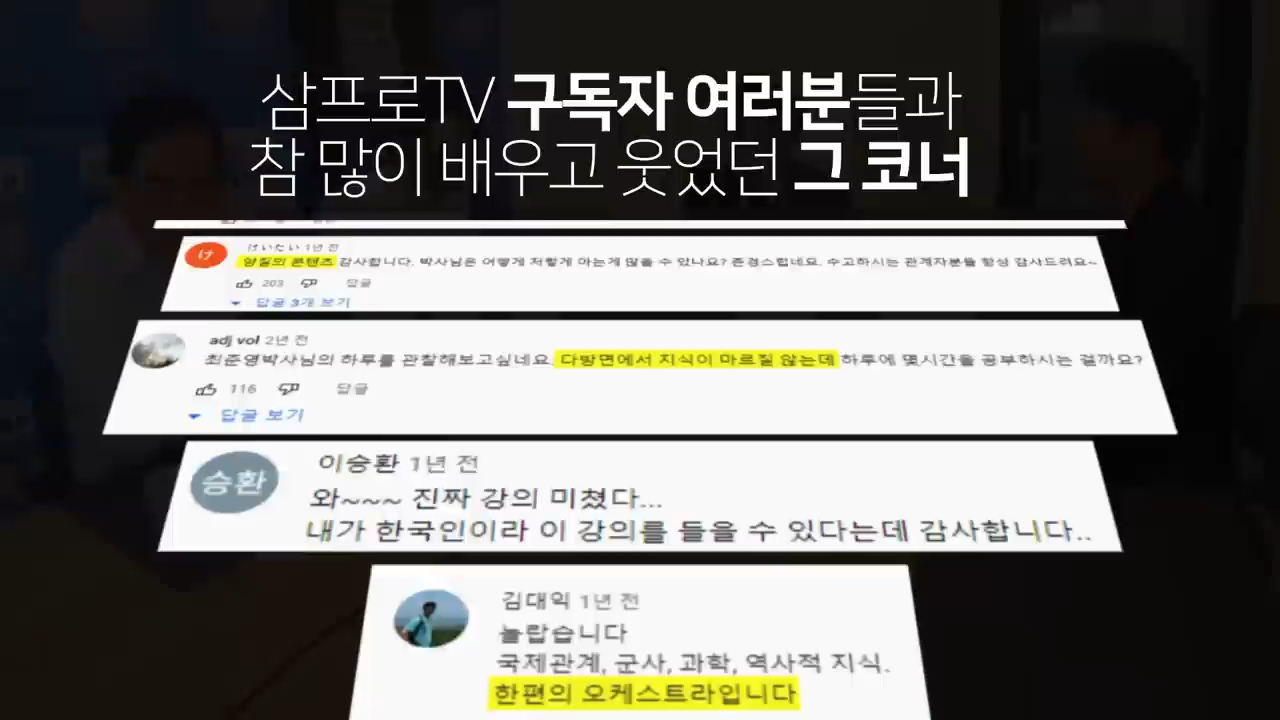 삼프로TV 구독자 여러분들과
참 많이 배우고 웃었던 그 코너
け
けいたい 1년 전
양질의 콘텐츠 감사합니다. 박사님은 어떻게 저렇게 아는게 많을 수 있나요? 존경스럽네요. 수고하시는 관계자분들 항상 감사드려요~
203 답글
답글 3개 보기
adj vol 2년 전
최준영박사님의 하루를 관찰해보고싶네요. 다방면에서 지식이 마르질 않는데 하루에 몇시간을 공부하시는 걸까요?
116 답글
답글 보기
승환
이승환 1년 전
와~~~ 진짜 강의 미쳤다...
내가 한국인이라 이 강의를 들을 수 있다는데 감사합니다..
김대익 1년 전
놀랍습니다
국제관계, 군사, 과학, 역사적 지식.
한편의 오케스트라입니다